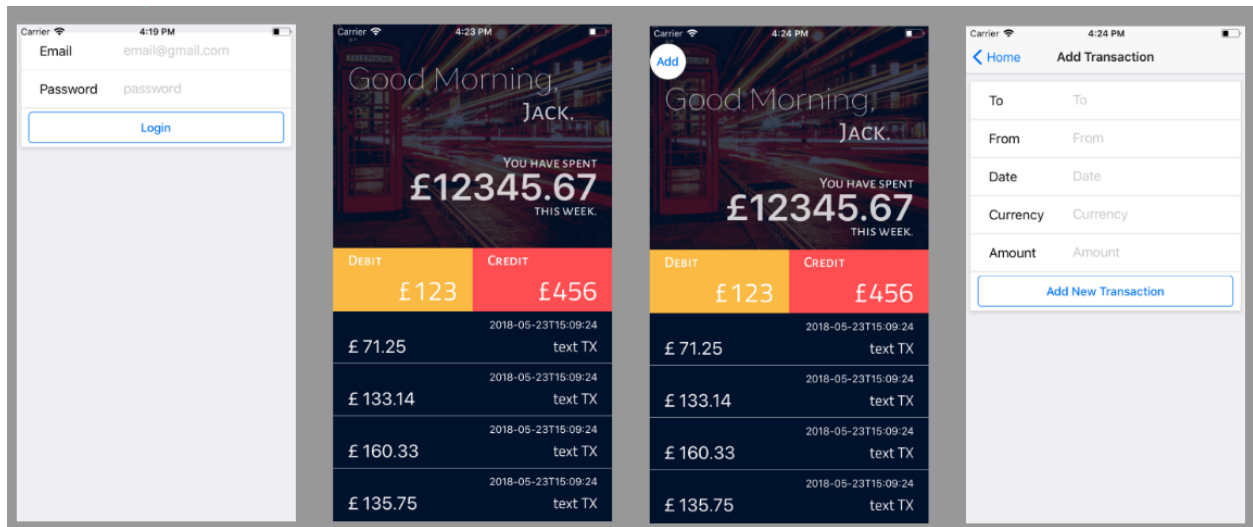 Carrier 4:19 PM
Email email@gmail.com
Password password
Login
Carrier 4:23 PM
TELEPHONE
Good Morning,
JACK.
YOU HAVE SPENT
£12345.67
THIS WEEK.
DEBIT CREDIT
£123 £456
2018-05-23T15:09:24
£ 71.25 text TX
2018-05-23T15:09:24
£ 133.14 text TX
2018-05-23T15:09:24
£ 160.33 text TX
2018-05-23T15:09:24
£ 135.75 text TX
Carrier 4:24 PM
Add
Good Morning,
JACK.
YOU HAVE SPENT
£12345.67
THIS WEEK.
DEBIT CREDIT
£123 £456
2018-05-23T15:09:24
£ 71.25 text TX
2018-05-23T15:09:24
£ 133.14 text TX
2018-05-23T15:09:24
£ 160.33 text TX
2018-05-23T15:09:24
£ 135.75 text TX
Carrier 4:24 PM
Home Add Transaction
To To
From From
Date Date
Currency Currency
Amount Amount
Add New Transaction